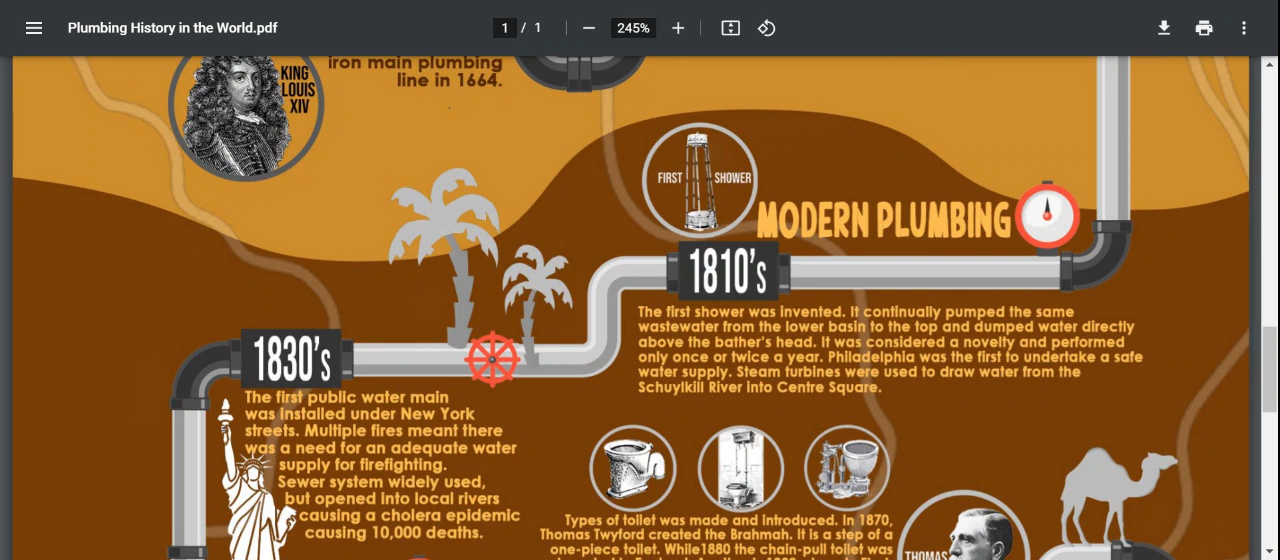 Plumbing History in the World.pdf
1 / 1
245%
iron main plumbing
line in 1664.
KING
LOUIS
XIV
FIRST SHOWER
MODERN PLUMBING
1810's
The first shower was invented. It continually pumped the same
wastewater from the lower basin to the top and dumped water directly
above the bather's head. It was considered a novelty and performed
only once or twice a year. Philadelphia was the first to undertake a safe
water supply. Steam turbines were used to draw water from the
Schuylkill River into Centre Square.
1830's
The first public water main
was installed under New York
streets. Multiple fires meant there
was a need for an adequate water
supply for firefighting.
Sewer system widely used,
but opened into local rivers
causing a cholera epidemic
causing 10,000 deaths.
Types of toilet was made and introduced. In 1870,
Thomas Twyford created the Brahmah. It is a step of a
one-piece toilet. While1880 the chain-pull toilet was
THOMAS